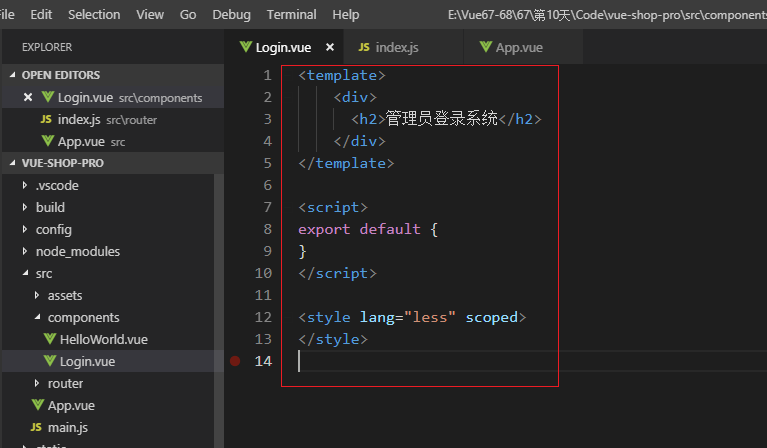 File Edit Selection View Go Debug Terminal Help E:\Vue67-68\67\第10天\Code\vue-shop-pro\src\components
EXPLORER
OPEN EDITORS
Login.vue src\components
index.js src\router
App.vue src
VUE-SHOP-PRO
.vscode
build
config
node_modules
src
assets
components
HelloWorld.vue
Login.vue
router
App.vue
main.js
static
Login.vue JS index.js App.vue
1 <template>
2 <div>
3 <h2>管理员登录系统</h2>
4 </div>
5 </template>
6
7 <script>
8 export default {
9 }
10 </script>
11
12 <style lang="less" scoped>
13 </style>
14